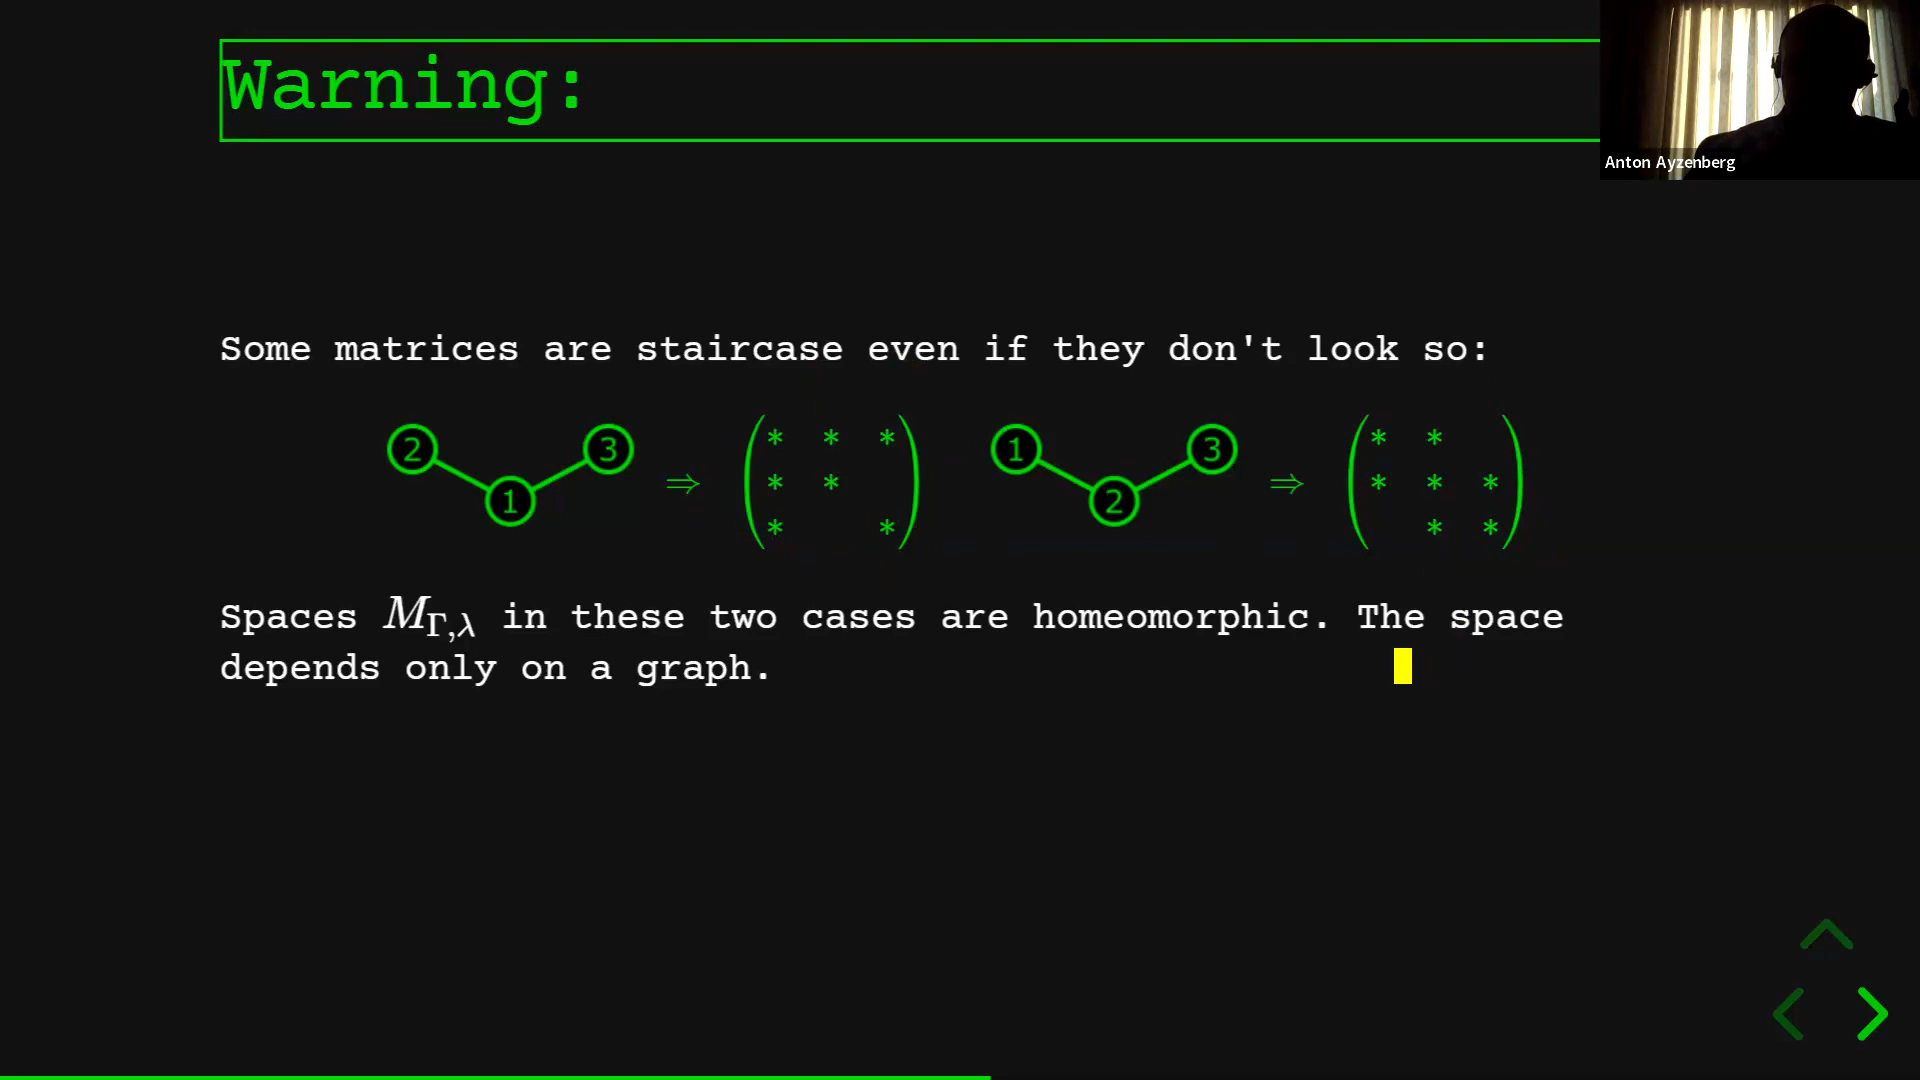 Warning:
Anton Ayzenberg
Some matrices are staircase even if they don't look so:
2 3 1 ⇒ ( * * * ) 1 3 2 ⇒ ( * * )
( * * ) ( * * * )
( * * ) ( * * )
Spaces M_{Γ,λ} in these two cases are homeomorphic. The space
depends only on a graph.